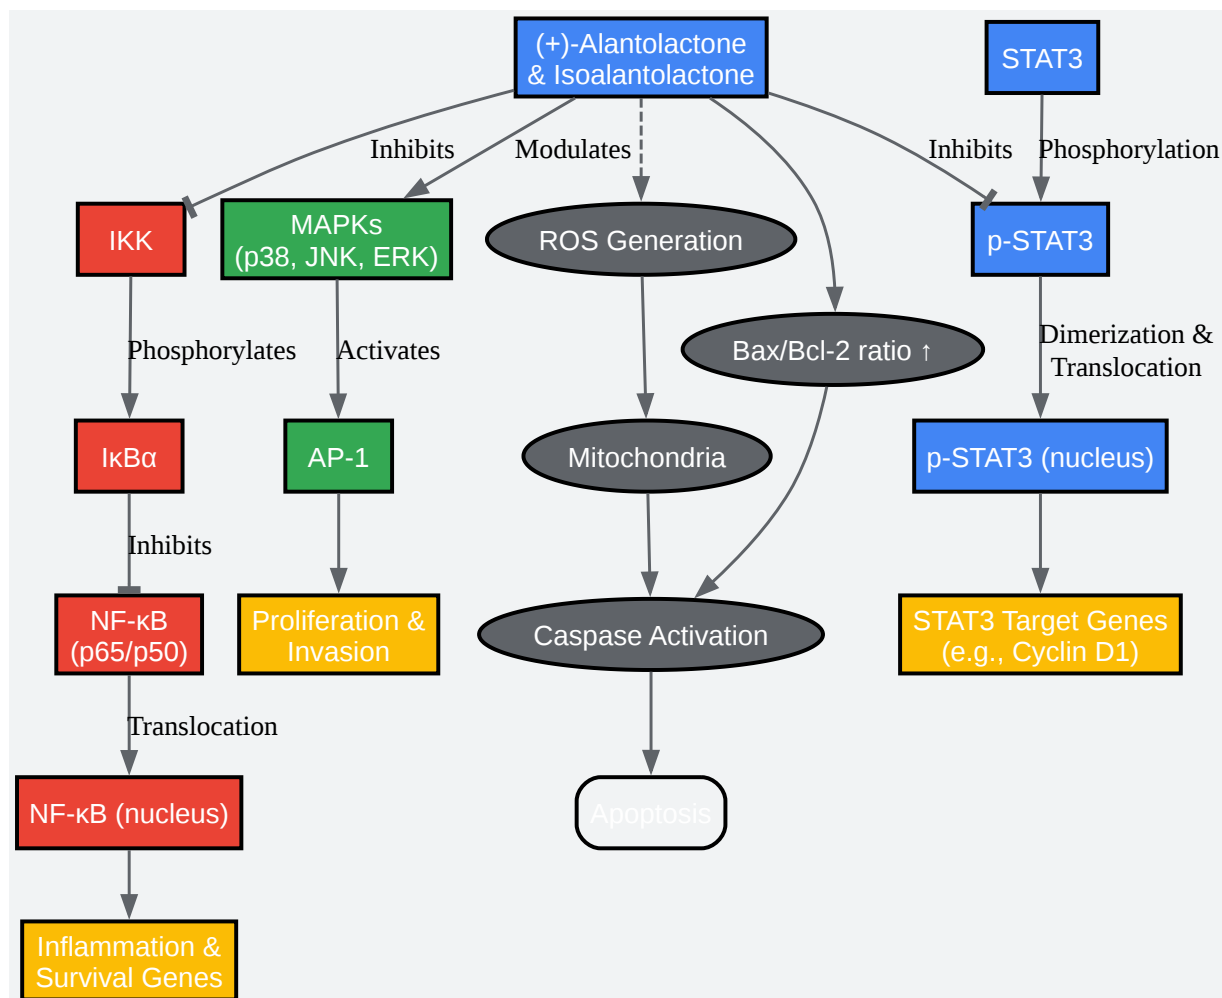 (+)-Alantolactone
& Isoalantolactone
STAT3
Inhibits
Modulates
Inhibits
Phosphorylation
IKK
MAPKs
(p38, JNK, ERK)
ROS Generation
p-STAT3
Phosphorylates
Activates
Bax/Bcl-2 ratio ↑
Dimerization &
Translocation
IκBα
AP-1
Mitochondria
p-STAT3 (nucleus)
Inhibits
NF-κB
(p65/p50)
Proliferation &
Invasion
Caspase Activation
STAT3 Target Genes
(e.g., Cyclin D1)
Translocation
NF-κB (nucleus)
Apoptosis
Inflammation &
Survival Genes